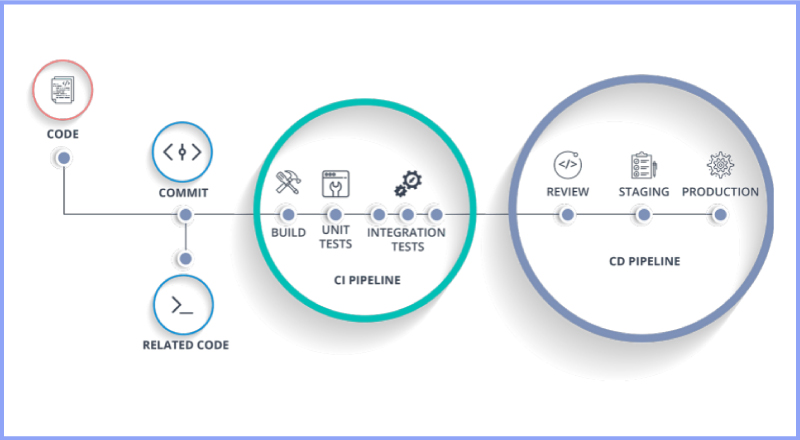 CODE
COMMIT
RELATED CODE
BUILD
UNIT
TESTS
INTEGRATION
TESTS
CI PIPELINE
REVIEW
STAGING
PRODUCTION
CD PIPELINE